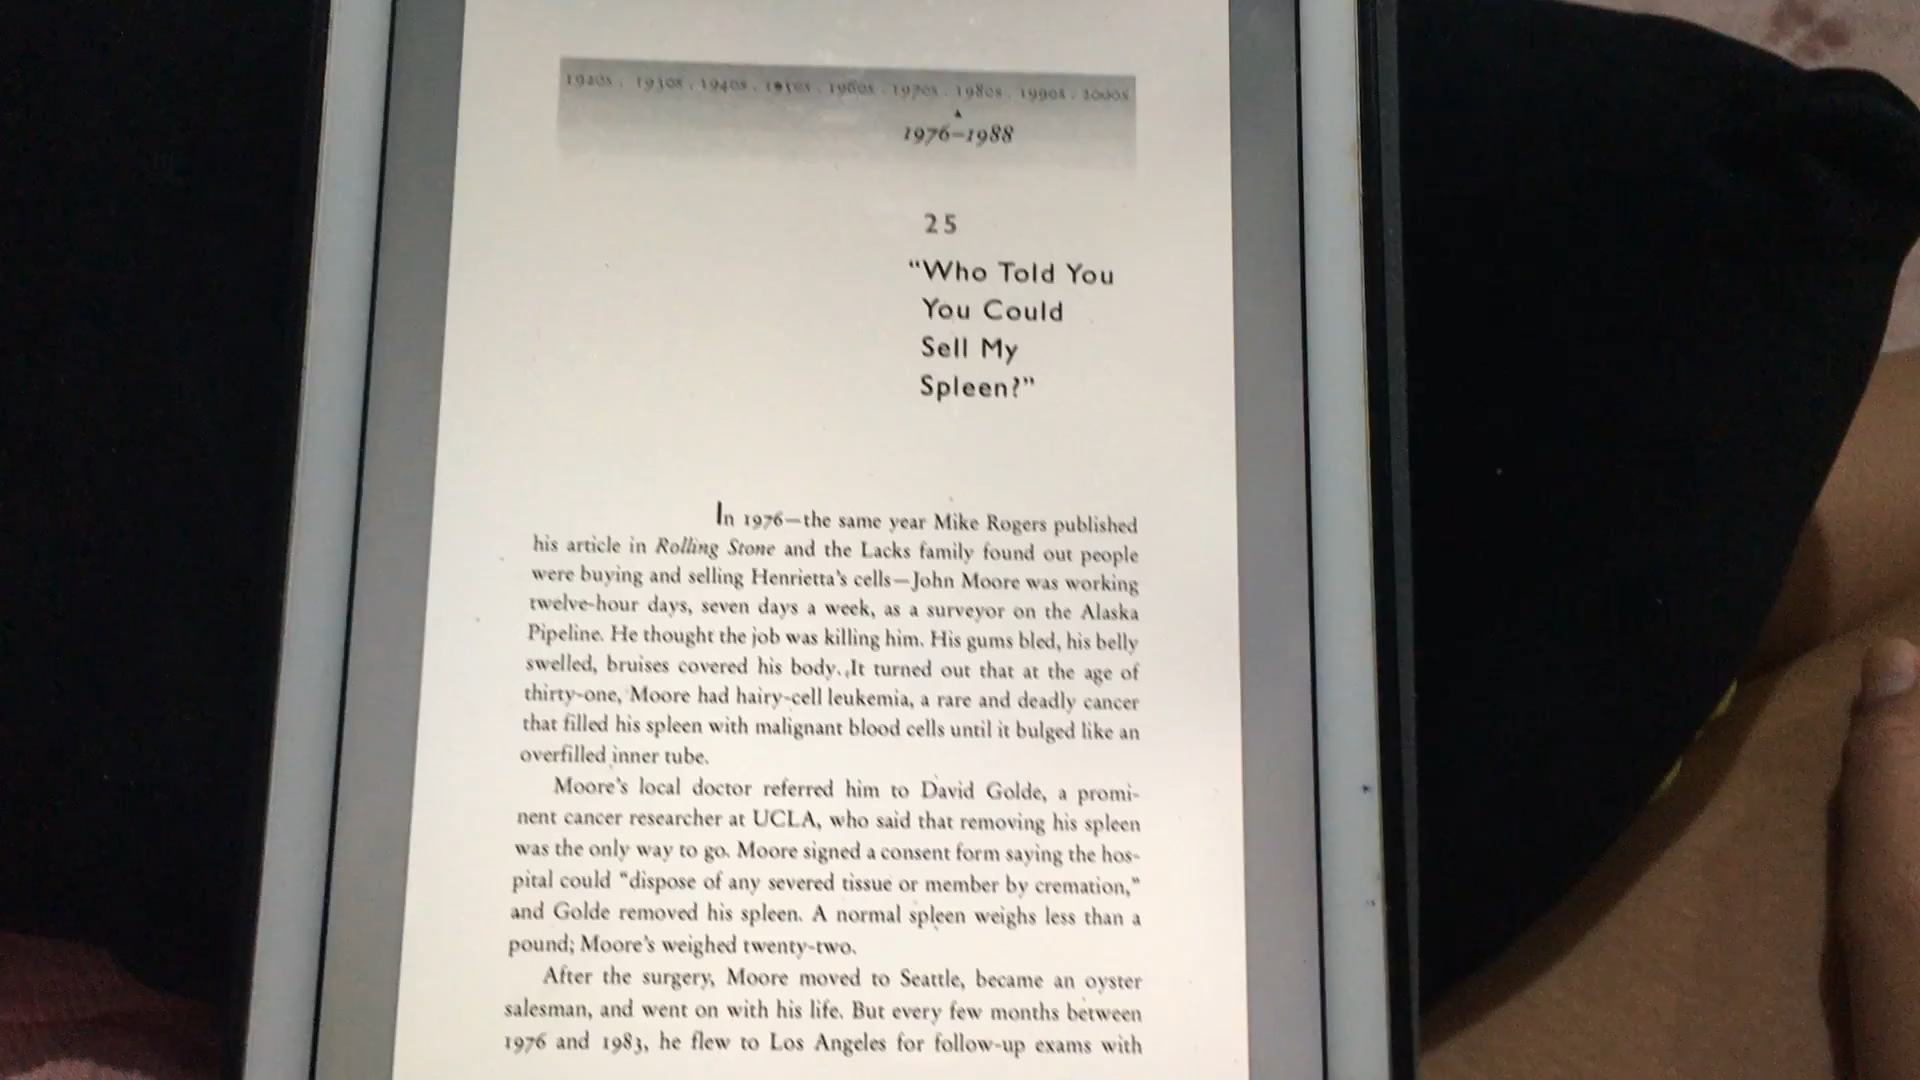 1920s . 1930s . 1940s . 1950s . 1960s . 1970s . 1980s . 1990s . 2000s
1976–1988
25
“Who Told You
You Could
Sell My
Spleen?”
In 1976—the same year Mike Rogers published
his article in Rolling Stone and the Lacks family found out people
were buying and selling Henrietta’s cells—John Moore was working
twelve-hour days, seven days a week, as a surveyor on the Alaska
Pipeline. He thought the job was killing him. His gums bled, his belly
swelled, bruises covered his body. It turned out that at the age of
thirty-one, Moore had hairy-cell leukemia, a rare and deadly cancer
that filled his spleen with malignant blood cells until it bulged like an
overfilled inner tube.
Moore’s local doctor referred him to David Golde, a promi-
nent cancer researcher at UCLA, who said that removing his spleen
was the only way to go. Moore signed a consent form saying the hos-
pital could “dispose of any severed tissue or member by cremation,”
and Golde removed his spleen. A normal spleen weighs less than a
pound; Moore’s weighed twenty-two.
After the surgery, Moore moved to Seattle, became an oyster
salesman, and went on with his life. But every few months between
1976 and 1983, he flew to Los Angeles for follow-up exams with